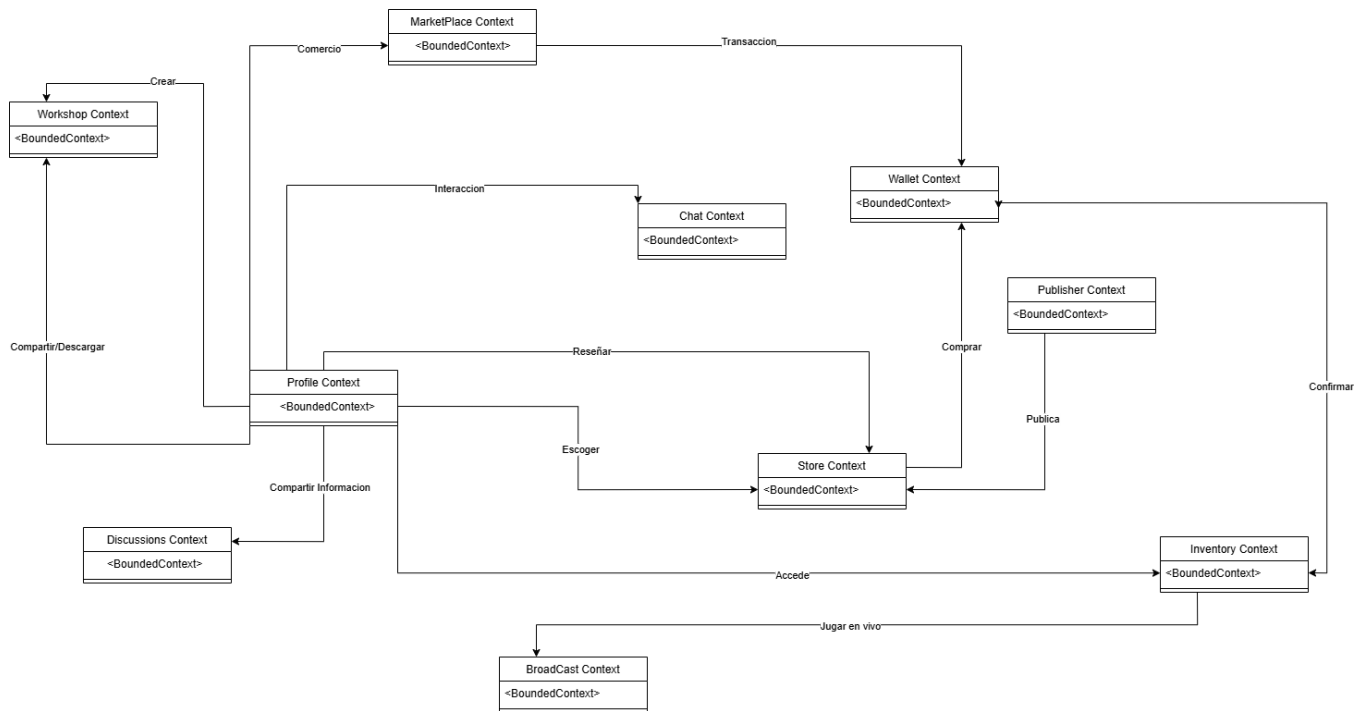 MarketPlace Context
<BoundedContext>
Comercio
Transaccion
Crear
Workshop Context
<BoundedContext>
Wallet Context
<BoundedContext>
Interaccion
Chat Context
<BoundedContext>
Publisher Context
<BoundedContext>
Compartir/Descargar
Reseñar
Comprar
Confirmar
Profile Context
<BoundedContext>
Publica
Escoger
Store Context
<BoundedContext>
Compartir Informacion
Discussions Context
<BoundedContext>
Inventory Context
<BoundedContext>
Accede
Jugar en vivo
BroadCast Context
<BoundedContext>